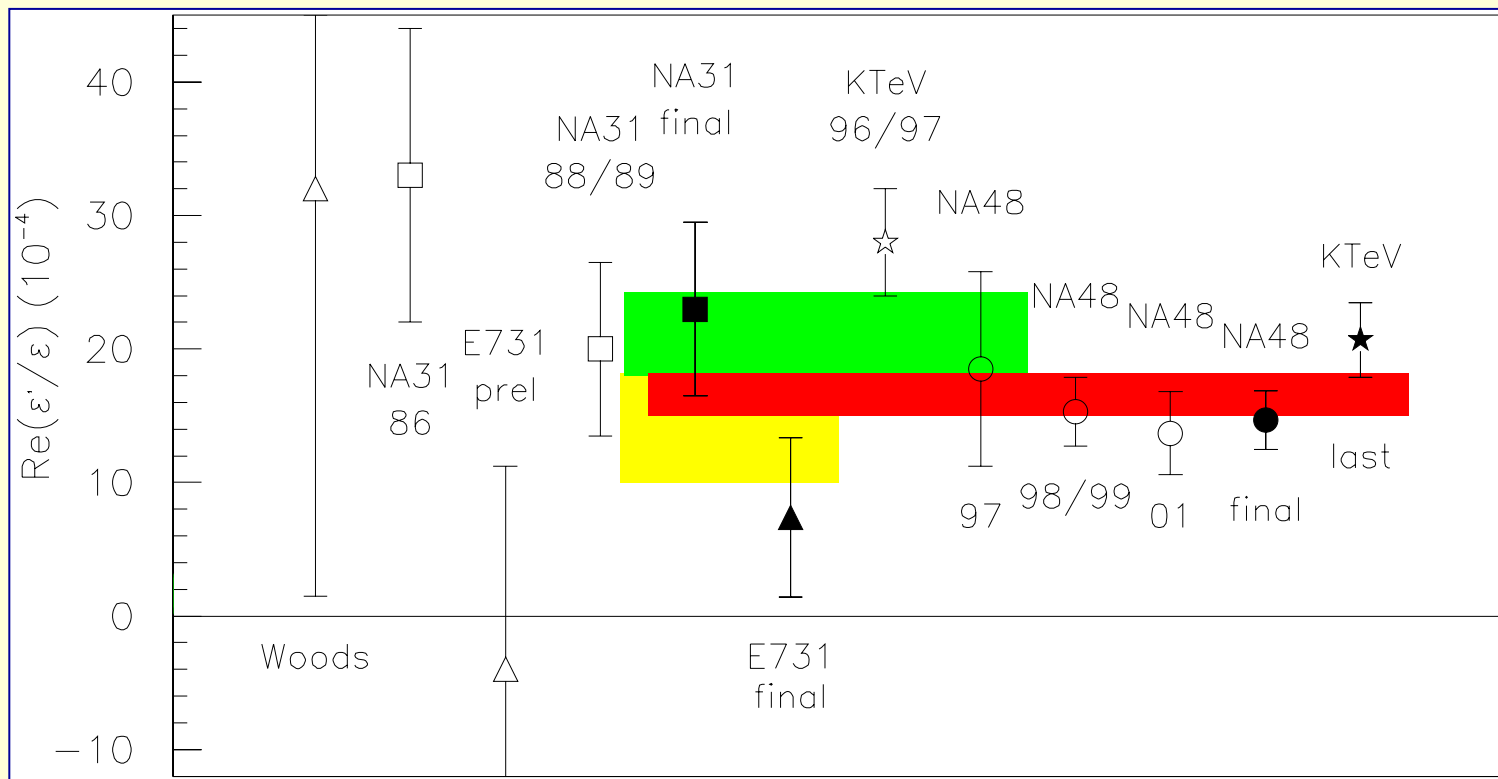 Re(ε'/ε) (10⁻⁴)
40
30
20
10
0
−10
Woods
NA31
86
E731
prel
NA31
88/89
NA31
final
E731
final
KTeV
96/97
NA48
97
NA48
98/99
NA48
01
NA48
final
KTeV
last